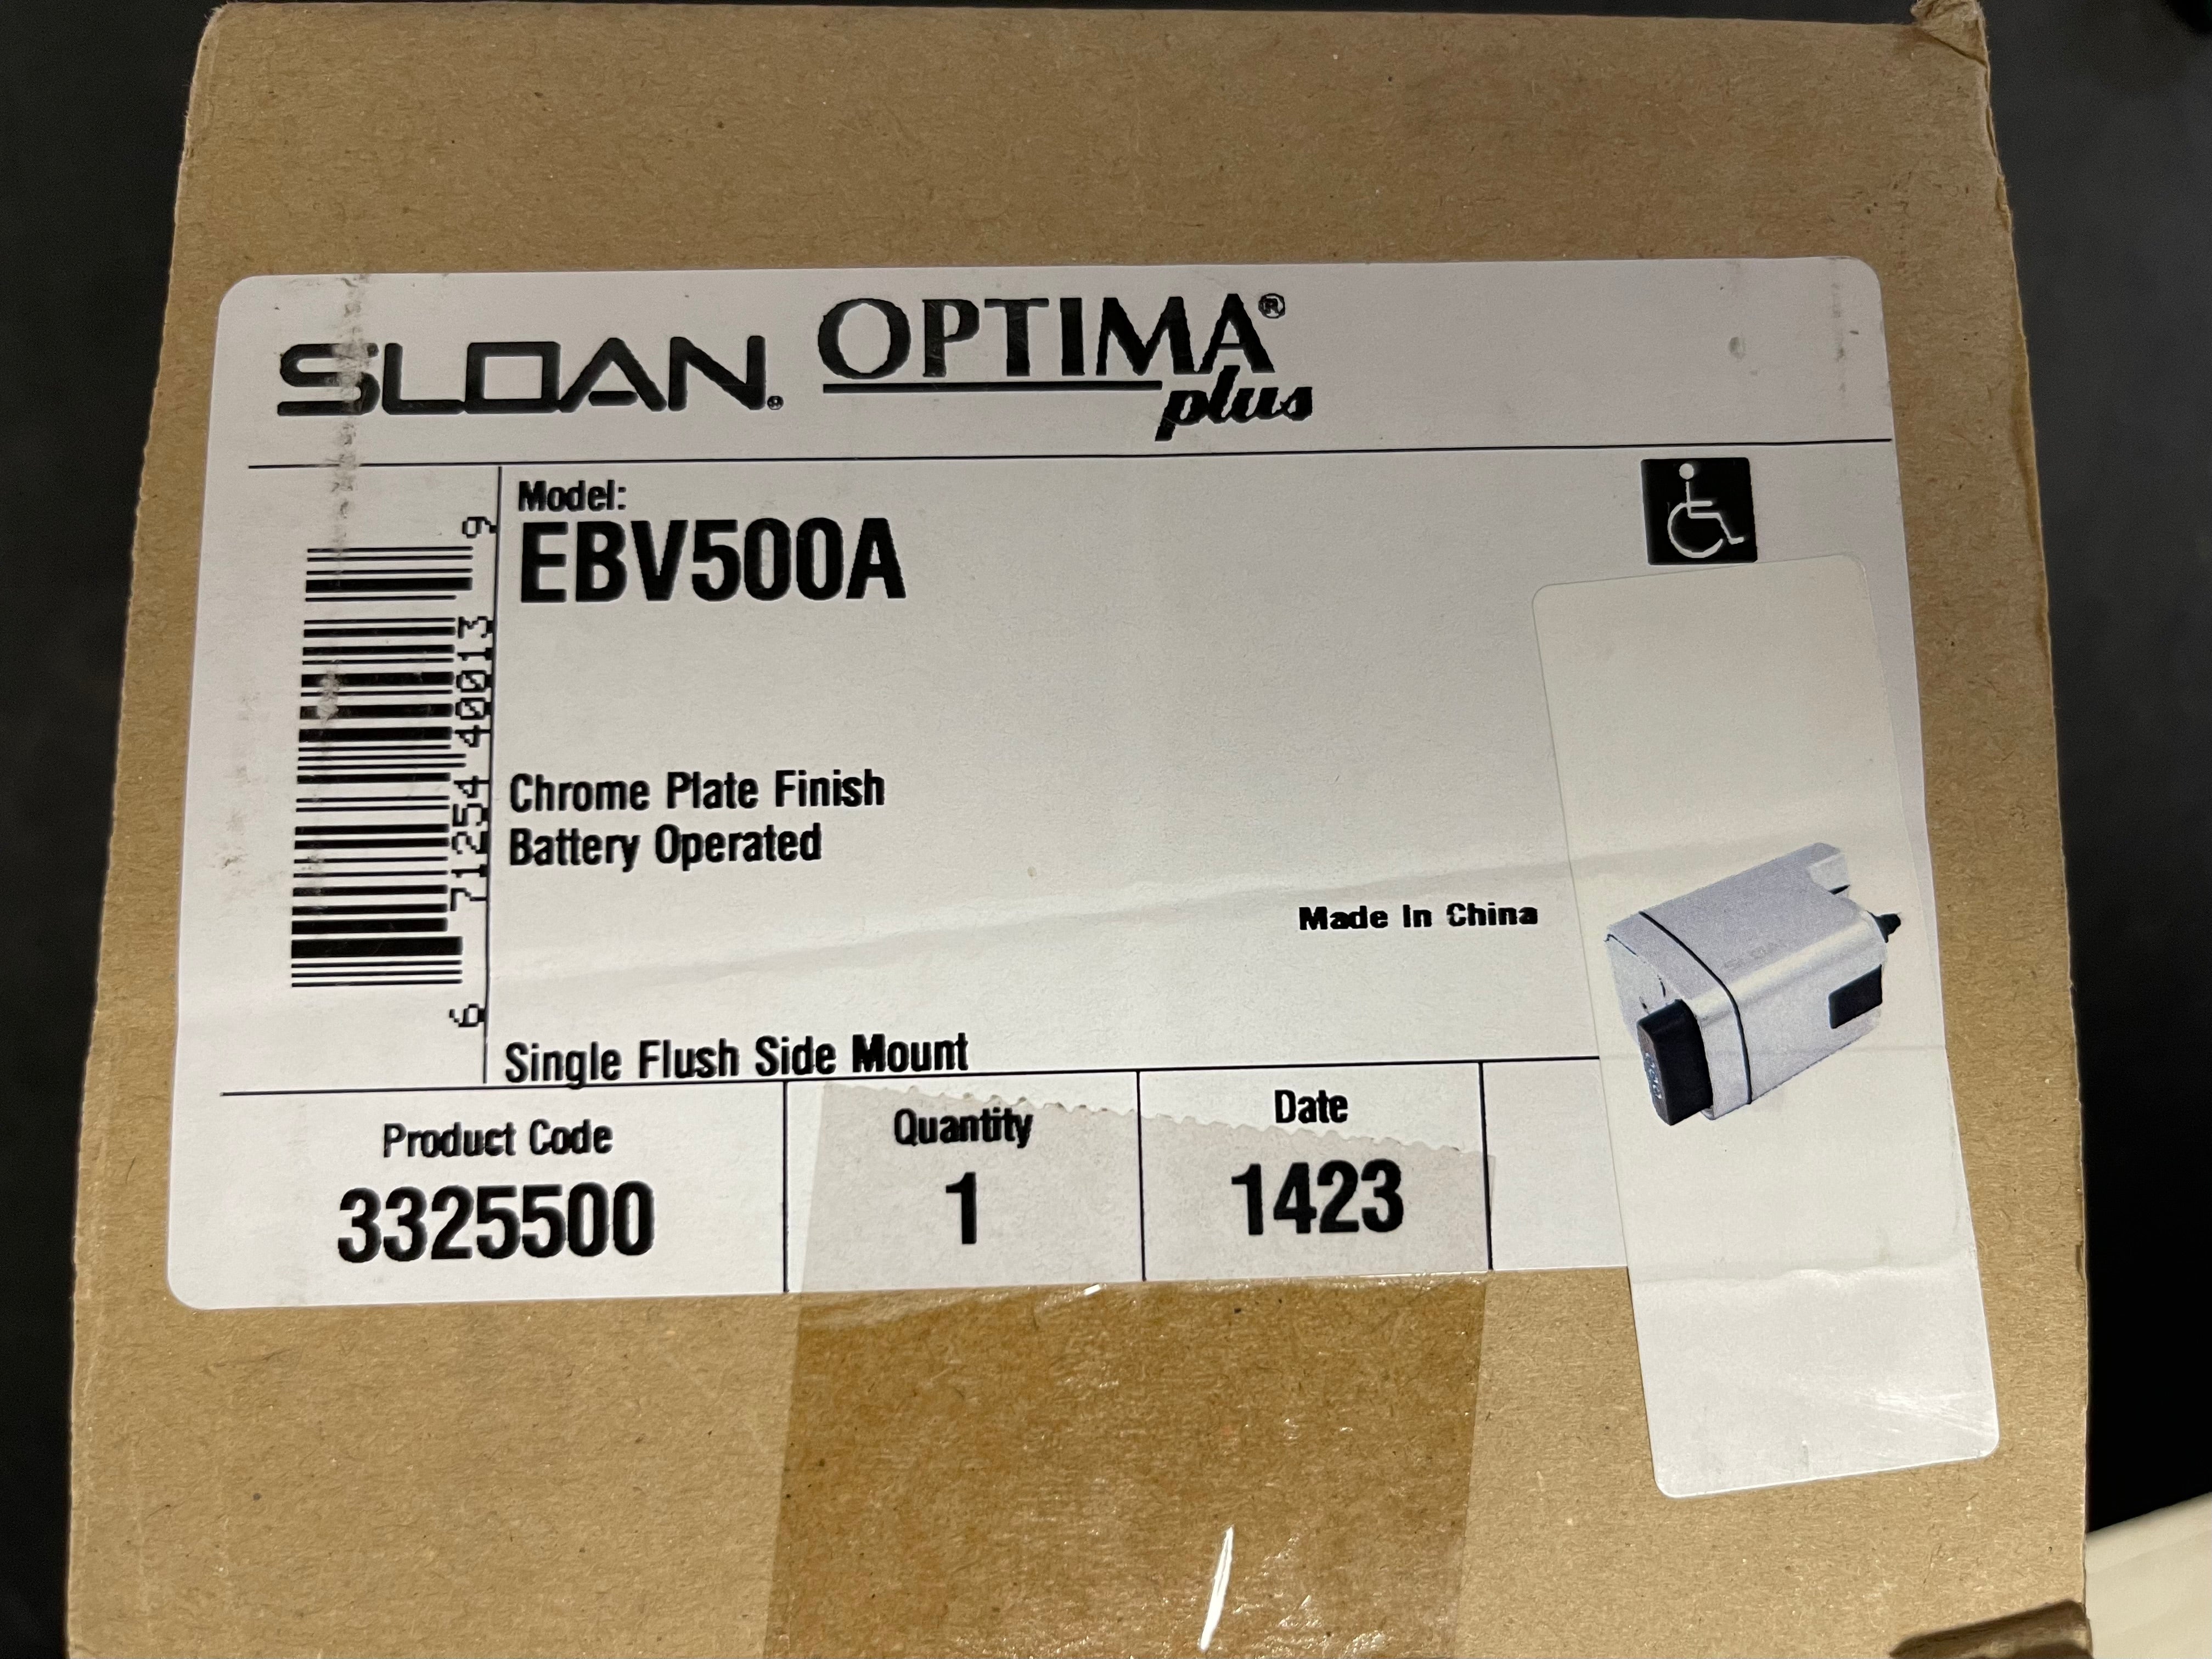 SLOAN® OPTIMA® plus
Model:
EBV500A
Chrome Plate Finish
Battery Operated
Made In China
Single Flush Side Mount
6 71254 40013 9
Product Code
3325500
Quantity
1
Date
1423
SLOAN